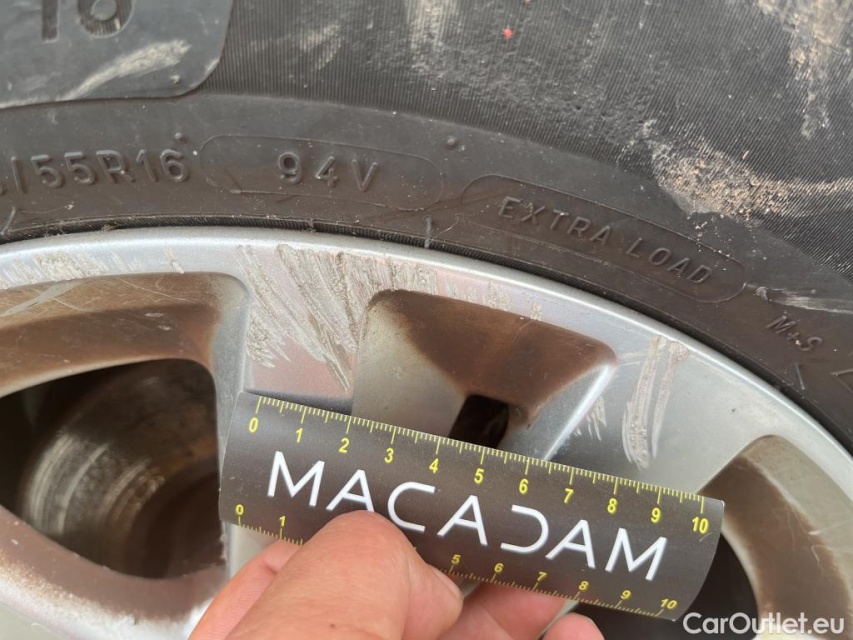 16
/55R16 94V
EXTRA LOAD
M+S
0 1 2 3 4 5 6 7 8 9 10
MACADAM
0 1 5 6 7 8 9 10
CarOutlet.eu